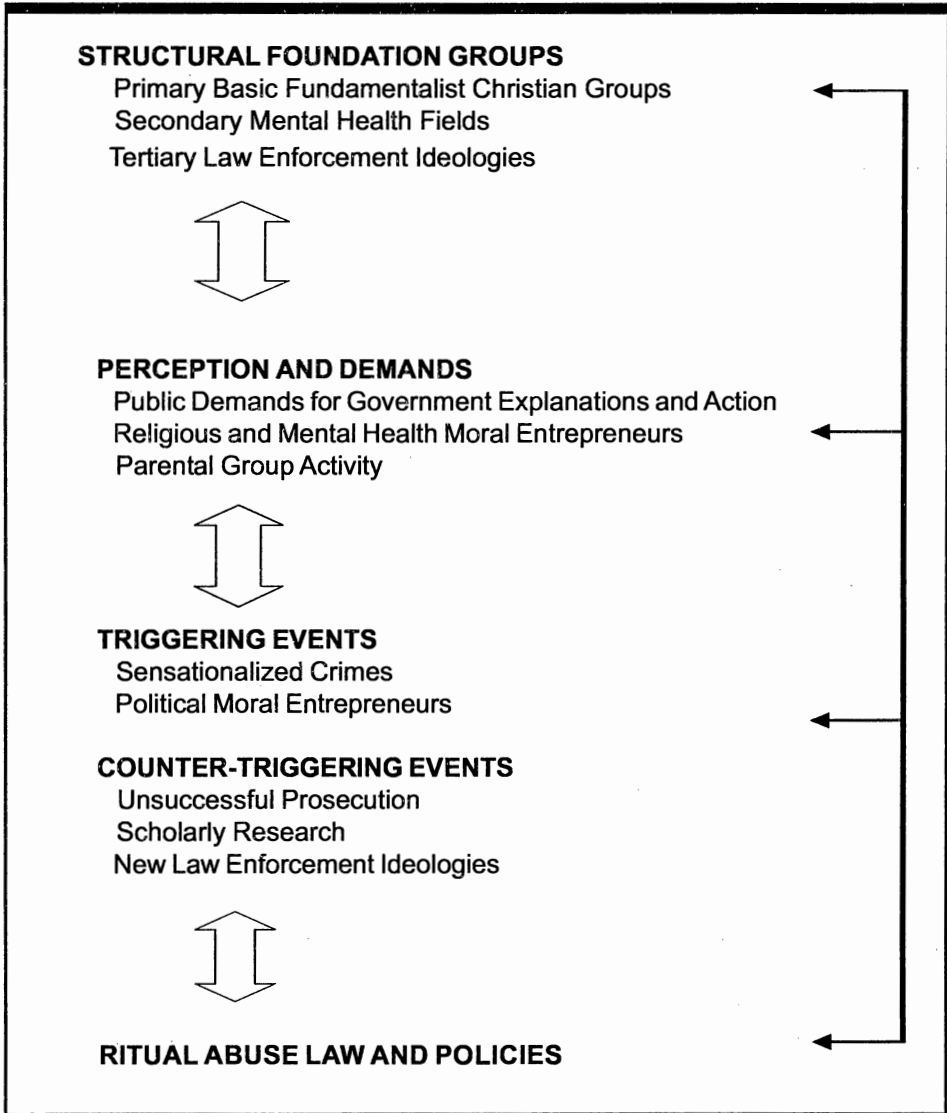 STRUCTURAL FOUNDATION GROUPS
Primary Basic Fundamentalist Christian Groups
Secondary Mental Health Fields
Tertiary Law Enforcement Ideologies
PERCEPTION AND DEMANDS
Public Demands for Government Explanations and Action
Religious and Mental Health Moral Entrepreneurs
Parental Group Activity
TRIGGERING EVENTS
Sensationalized Crimes
Political Moral Entrepreneurs
COUNTER-TRIGGERING EVENTS
Unsuccessful Prosecution
Scholarly Research
New Law Enforcement Ideologies
RITUAL ABUSE LAW AND POLICIES